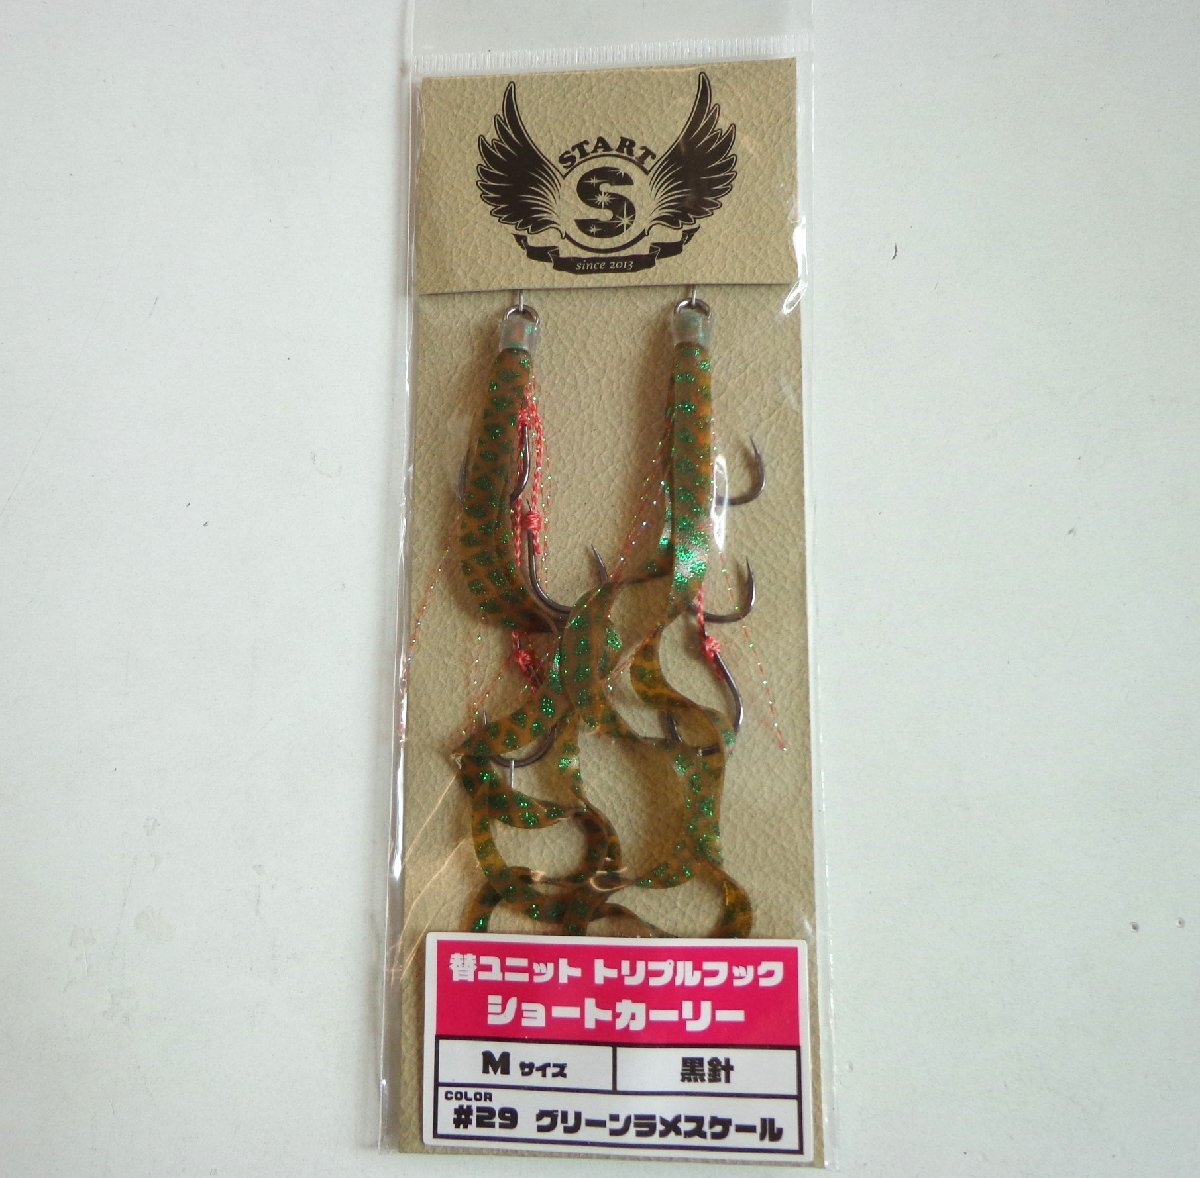 START
S
since 2013
替ユニット トリプルフック
ショートカーリー
M サイズ
黒針
COLOR
#29 グリーンラメスケール